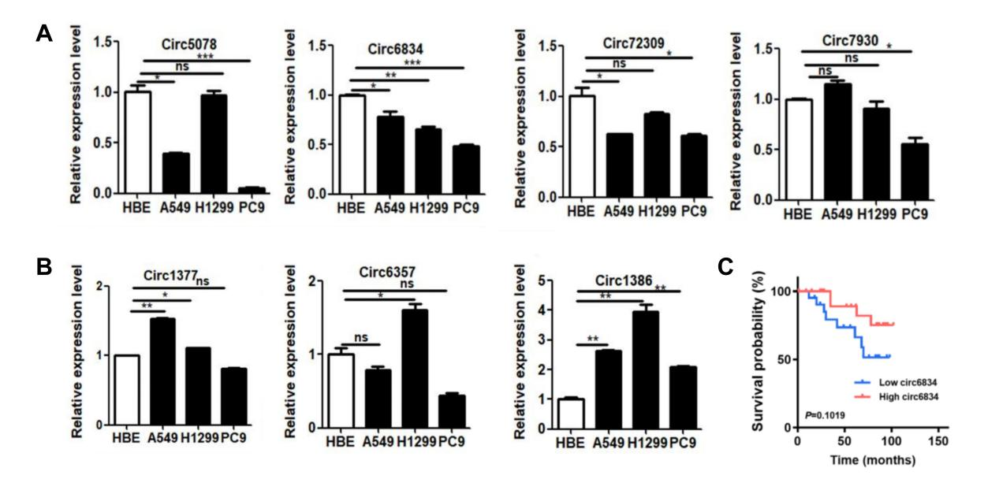 A
Circ5078
Relative expression level
1.5
1.0
0.5
0.0
***
ns
*
HBE A549 H1299 PC9
Circ6834
Relative expression level
1.5
1.0
0.5
0.0
***
**
*
HBE A549 H1299 PC9
Circ72309
Relative expression level
1.5
1.0
0.5
0.0
*
ns
*
HBE A549 H1299 PC9
Circ7930
Relative expression level
1.5
1.0
0.5
0.0
*
ns
ns
HBE A549 H1299 PC9
B
Circ1377
Relative expression level
2
1
0
ns
*
**
HBE A549 H1299 PC9
Circ6357
Relative expression level
2
1
0
ns
*
ns
HBE A549 H1299 PC9
Circ1386
Relative expression level
5
4
3
2
1
0
**
**
**
HBE A549 H1299 PC9
C
Survival probability (%)
100
50
0
Low circ6834
High circ6834
P=0.1019
0 50 100 150
Time (months)